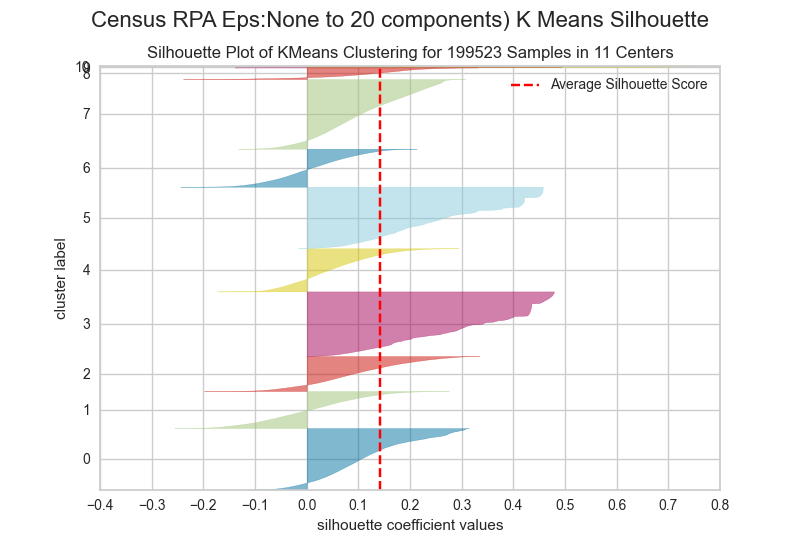 Census RPA Eps:None to 20 components) K Means Silhouette
Silhouette Plot of KMeans Clustering for 199523 Samples in 11 Centers
Average Silhouette Score
10
9
8
7
6
5
4
3
2
1
0
cluster label
−0.4 −0.3 −0.2 −0.1 0.0 0.1 0.2 0.3 0.4 0.5 0.6 0.7 0.8
silhouette coefficient values